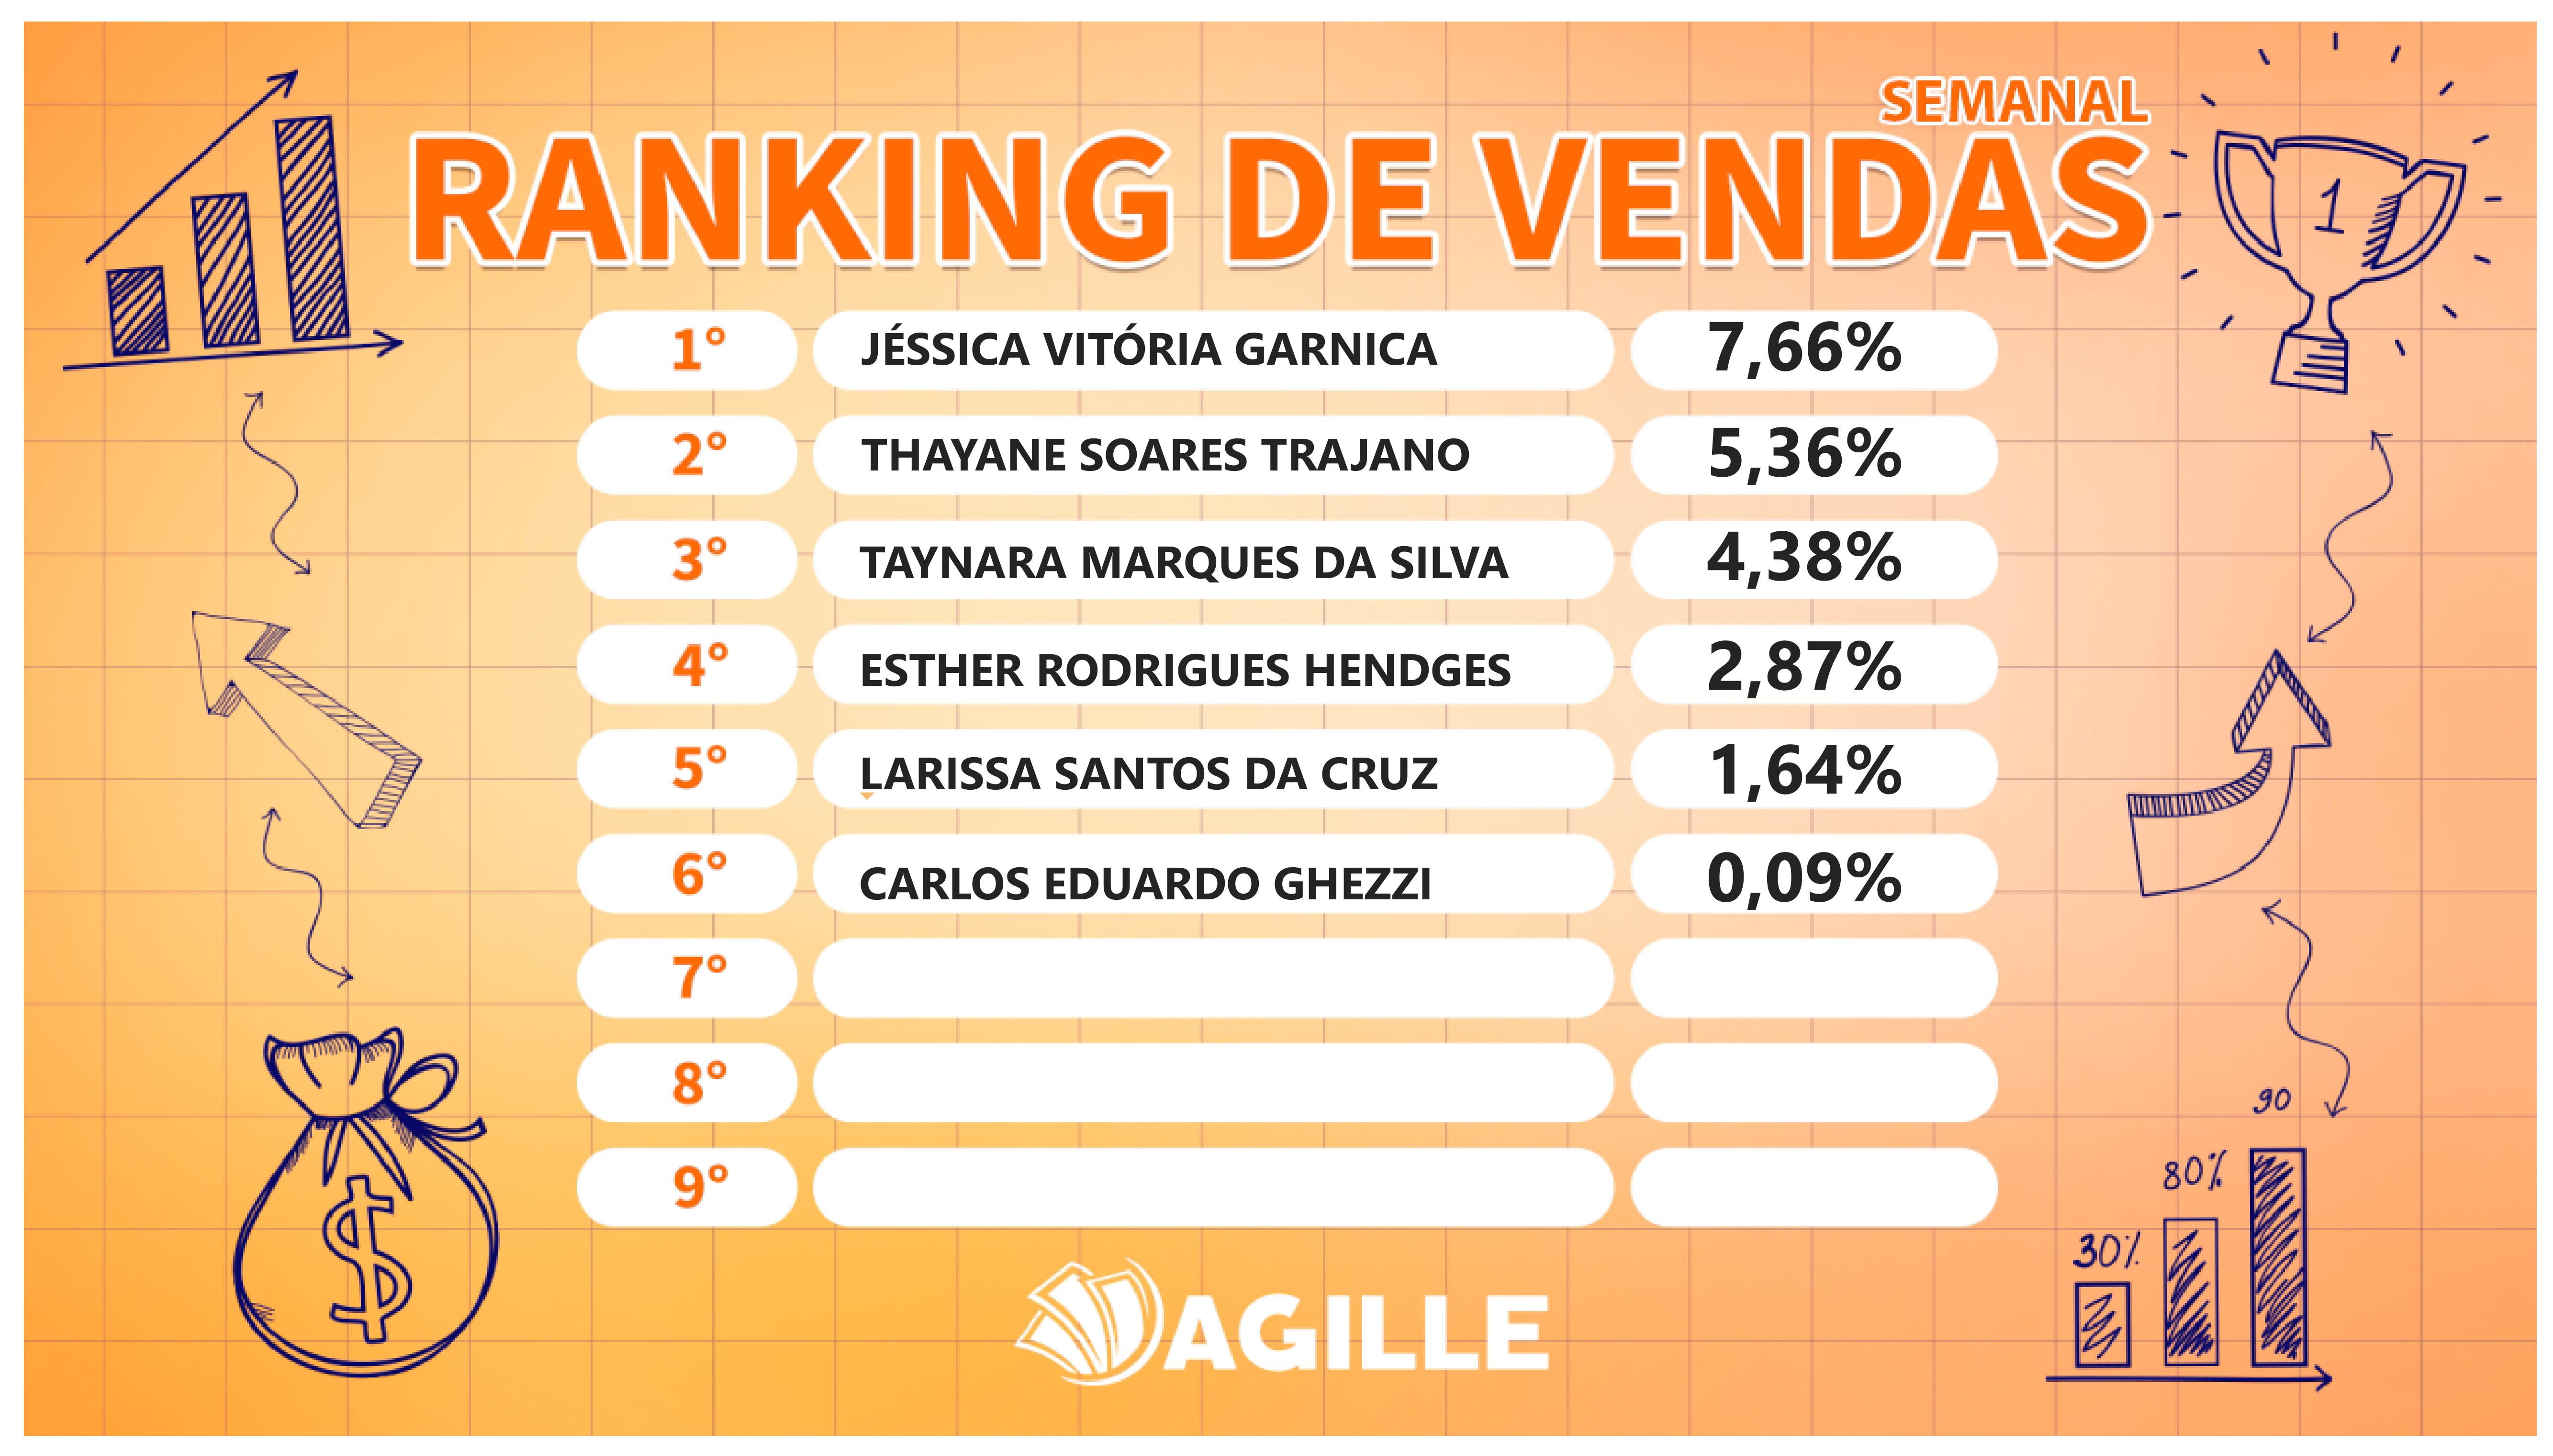 SEMANAL
RANKING DE VENDAS
1
1° JÉSSICA VITÓRIA GARNICA 7,66%
2° THAYANE SOARES TRAJANO 5,36%
3° TAYNARA MARQUES DA SILVA 4,38%
4° ESTHER RODRIGUES HENDGES 2,87%
5° LARISSA SANTOS DA CRUZ 1,64%
6° CARLOS EDUARDO GHEZZI 0,09%
7°
8°
9°
$
90
80%
30%
AGILLE